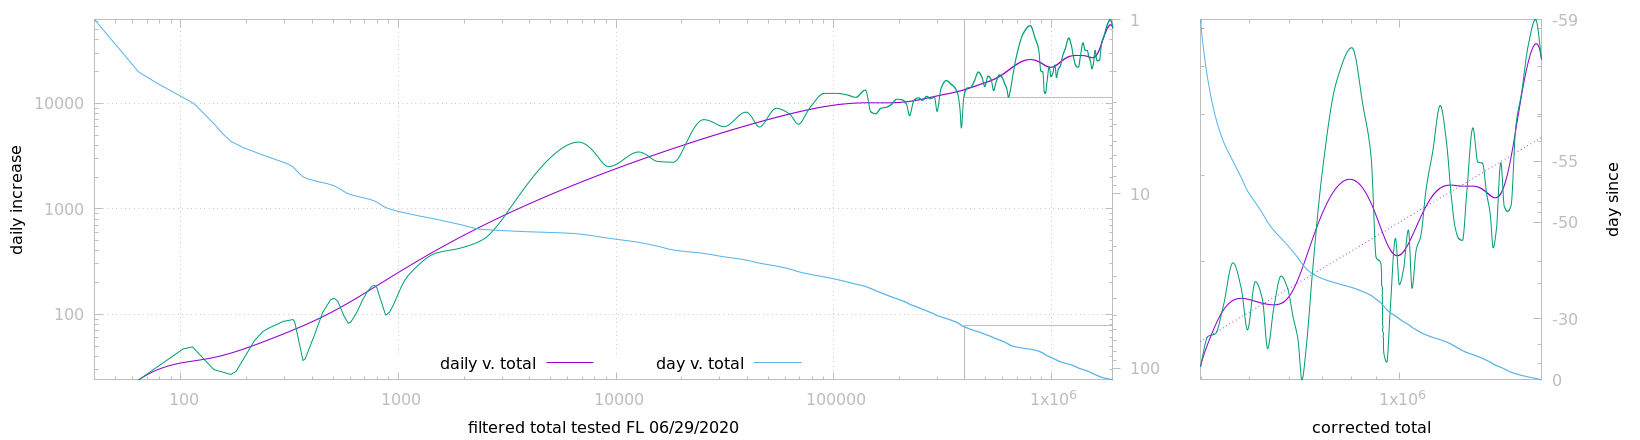 daily increase
10000
1000
100
100
1000
10000
100000
1x10⁶
1
10
100
daily v. total
day v. total
filtered total tested FL 06/29/2020
1x10⁶
-59
-55
-50
-30
0
day since
corrected total